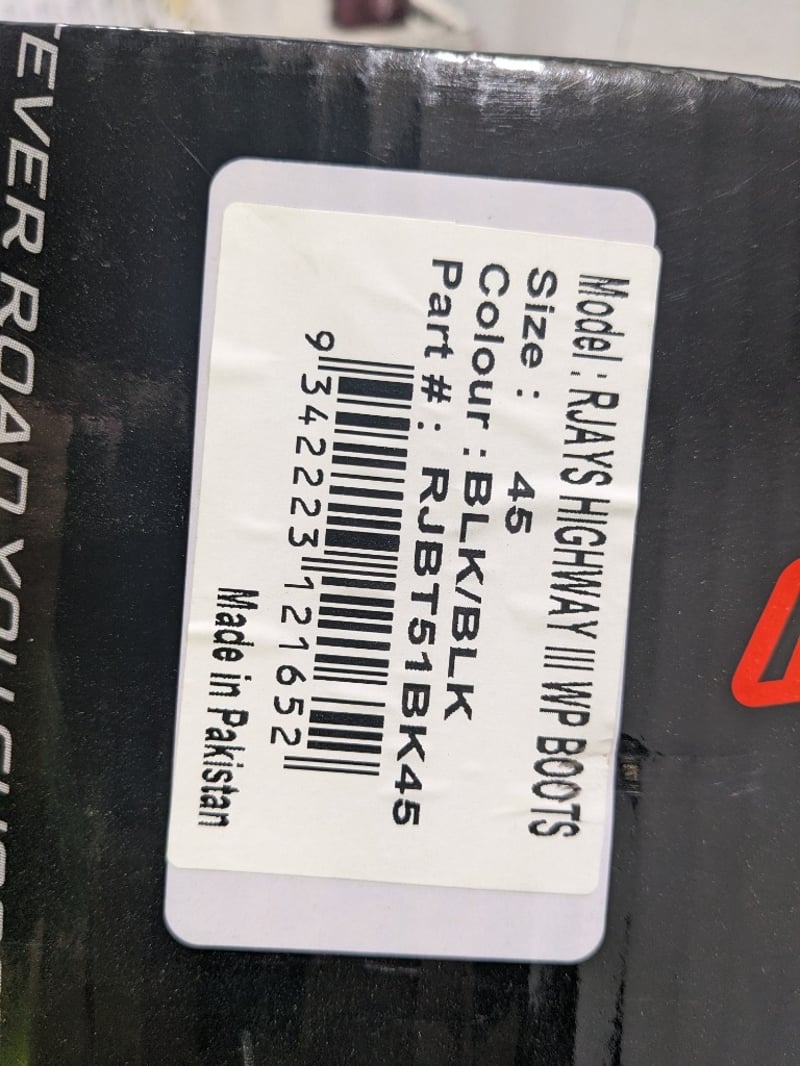 Model : RJAYS HIGHWAY III WP BOOTS
Size : 45
Colour : BLK/BLK
Part # : RJBT51BK45
9 342223 121652
Made in Pakistan
EVER ROAD YOU